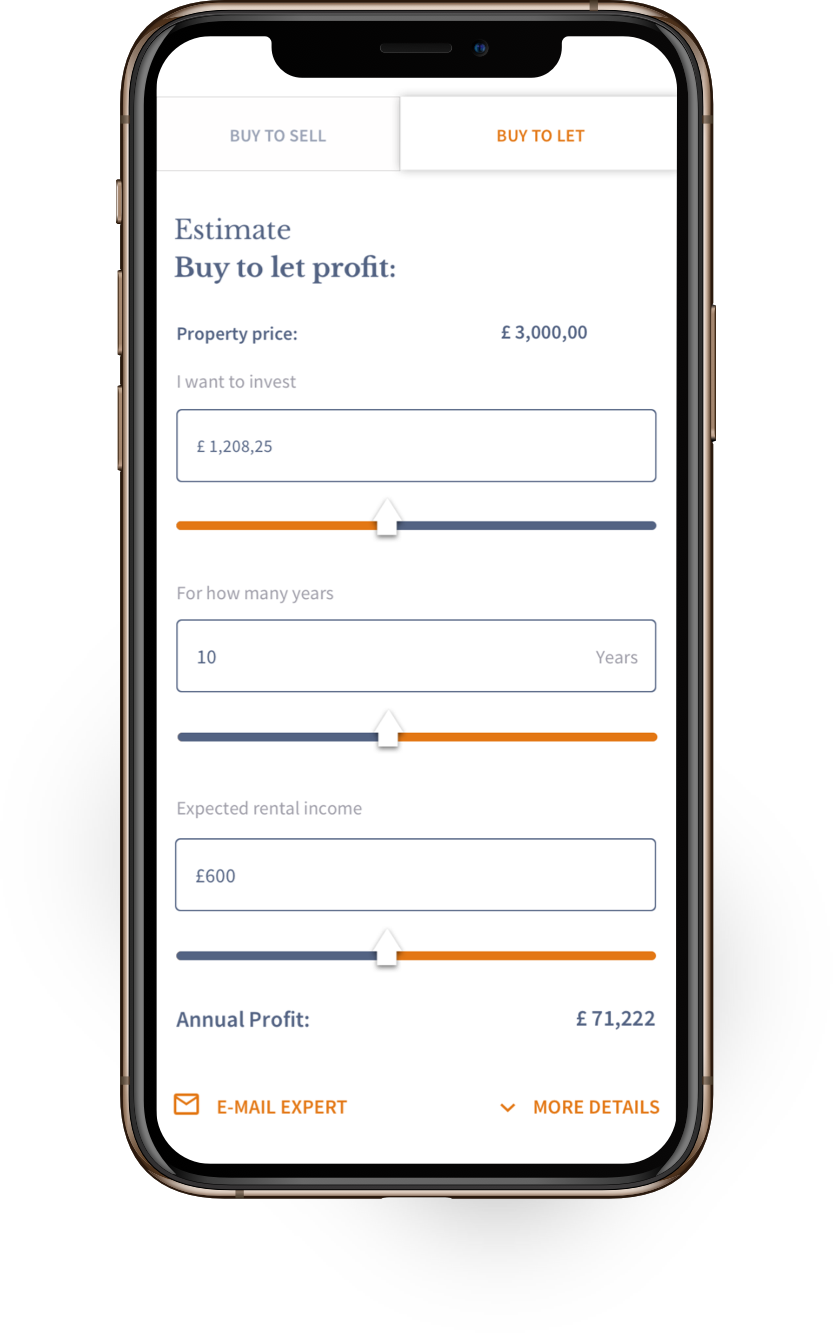 BUY TO SELL
BUY TO LET
Estimate
Buy to let profit:
Property price:
£ 3,000,00
I want to invest
£ 1,208,25
For how many years
10
Years
Expected rental income
£600
Annual Profit:
£ 71,222
E-MAIL EXPERT
MORE DETAILS